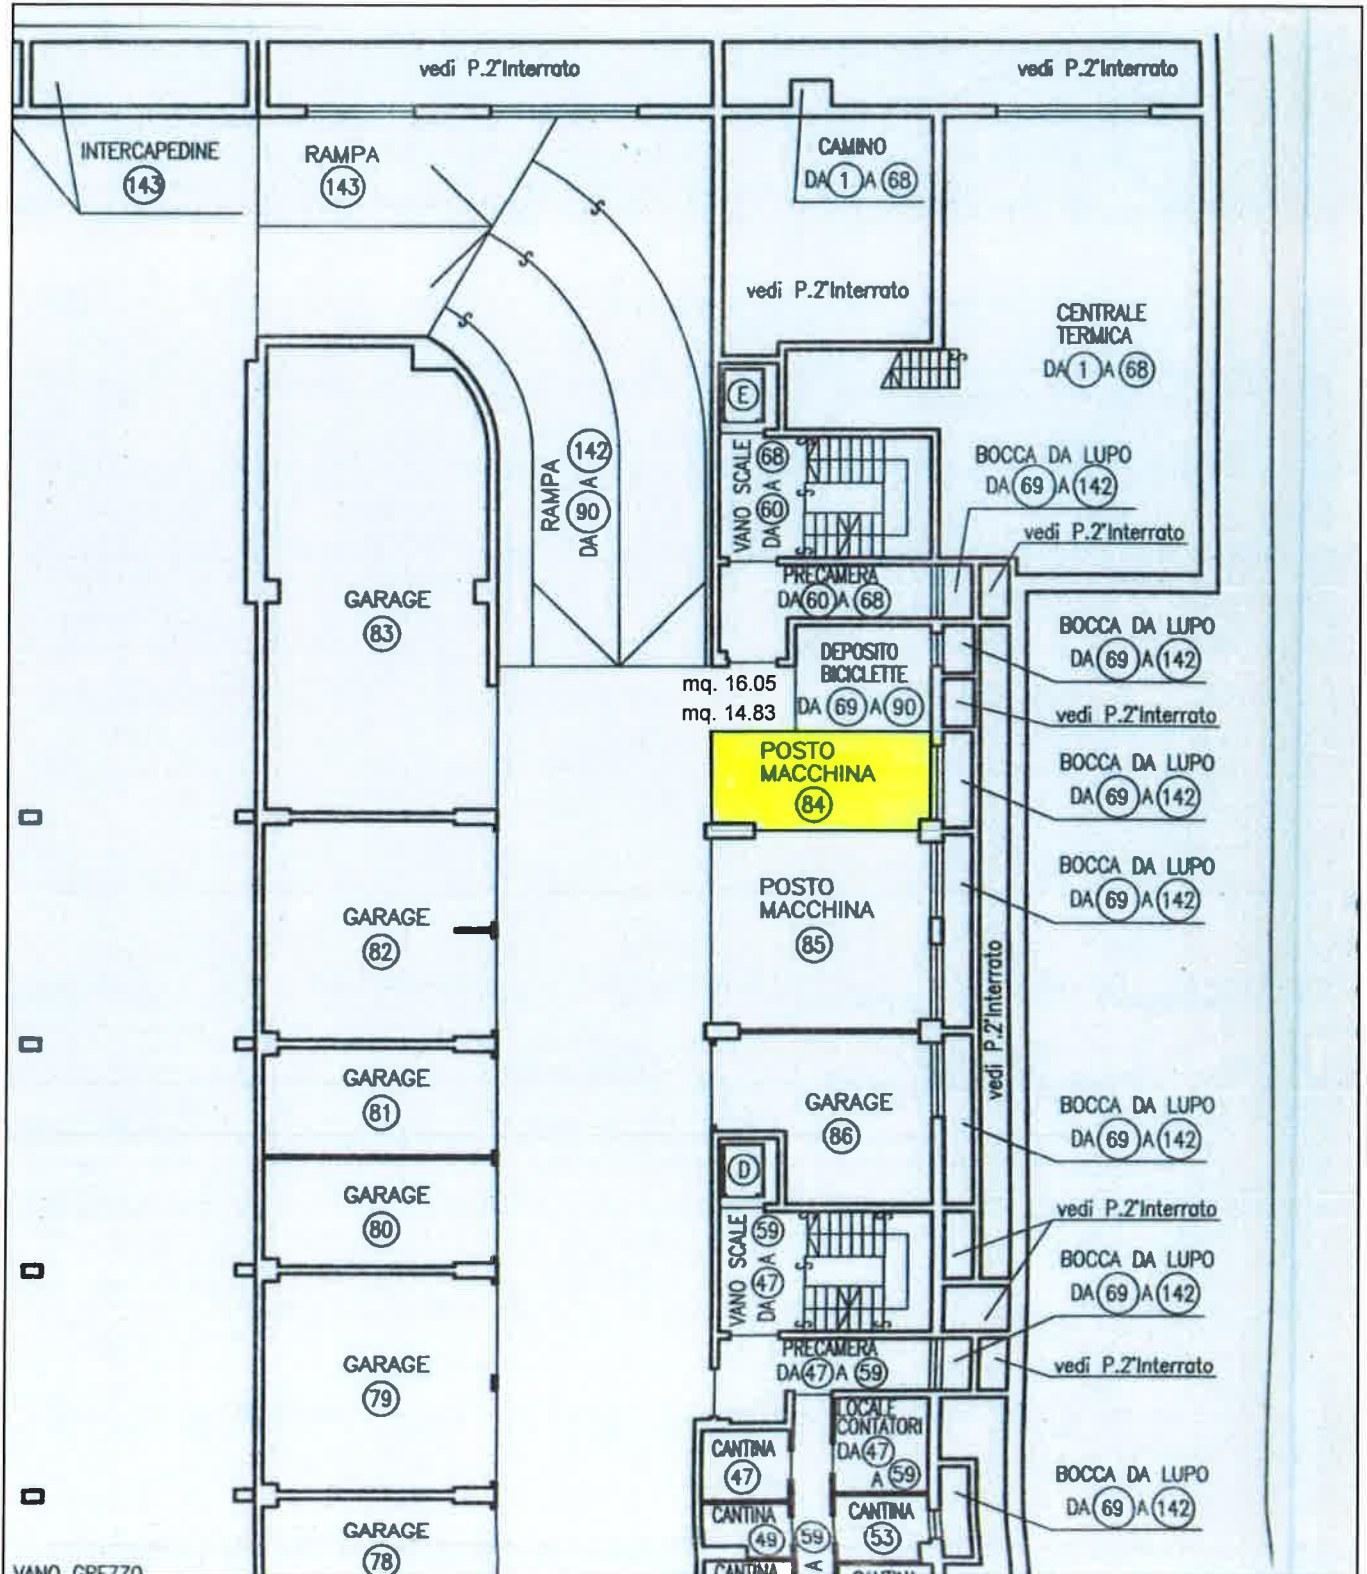 vedi P.2°Interrato
vedi P.2°Interrato
INTERCAPEDINE
143
RAMPA
143
CAMINO
DA 1 A 68
vedi P.2°Interrato
CENTRALE
TERMICA
DA 1 A 68
E
RAMPA
DA 90 A 142
VANO SCALE
DA 60 A 68
BOCCA DA LUPO
DA 69 A 142
vedi P.2°Interrato
PRECAMERA
DA 60 A 68
GARAGE
83
BOCCA DA LUPO
DA 69 A 142
DEPOSITO
BICICLETTE
DA 69 A 90
mq. 16.05
mq. 14.83
vedi P.2°Interrato
POSTO
MACCHINA
84
BOCCA DA LUPO
DA 69 A 142
BOCCA DA LUPO
DA 69 A 142
POSTO
MACCHINA
85
GARAGE
82
vedi P.2°Interrato
GARAGE
81
GARAGE
86
BOCCA DA LUPO
DA 69 A 142
D
GARAGE
80
VANO SCALE
DA 47 A 59
vedi P.2°Interrato
BOCCA DA LUPO
DA 69 A 142
PRECAMERA
DA 47 A 59
vedi P.2°Interrato
GARAGE
79
LOCALE
CONTATORI
DA 47
A 59
CANTINA
47
BOCCA DA LUPO
DA 69 A 142
CANTINA
49
59
A
CANTINA
53
GARAGE
78
VANO GREZZO
CANTINA
CANTINA